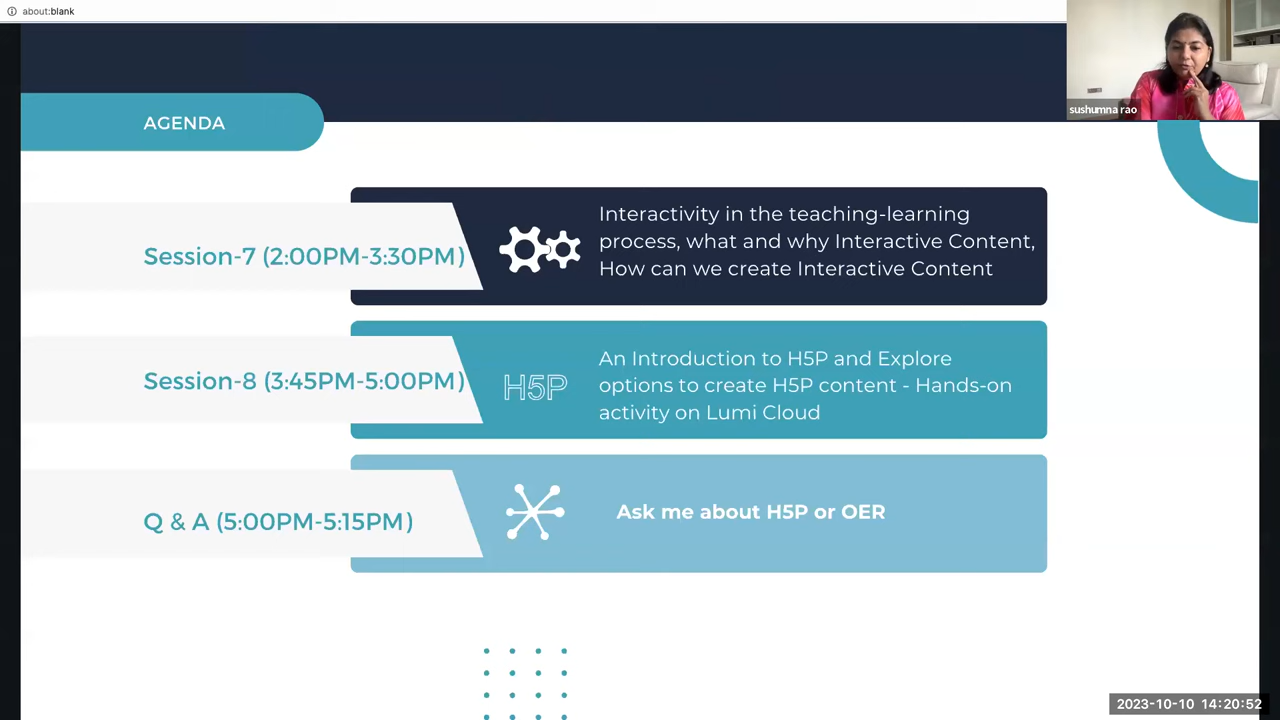 about:blank
sushumna rao
AGENDA
Session-7 (2:00PM-3:30PM)
Interactivity in the teaching-learning
process, what and why Interactive Content,
How can we create Interactive Content
Session-8 (3:45PM-5:00PM)
H5P
An Introduction to H5P and Explore
options to create H5P content - Hands-on
activity on Lumi Cloud
Q & A (5:00PM-5:15PM)
Ask me about H5P or OER
2023-10-10 14:20:52